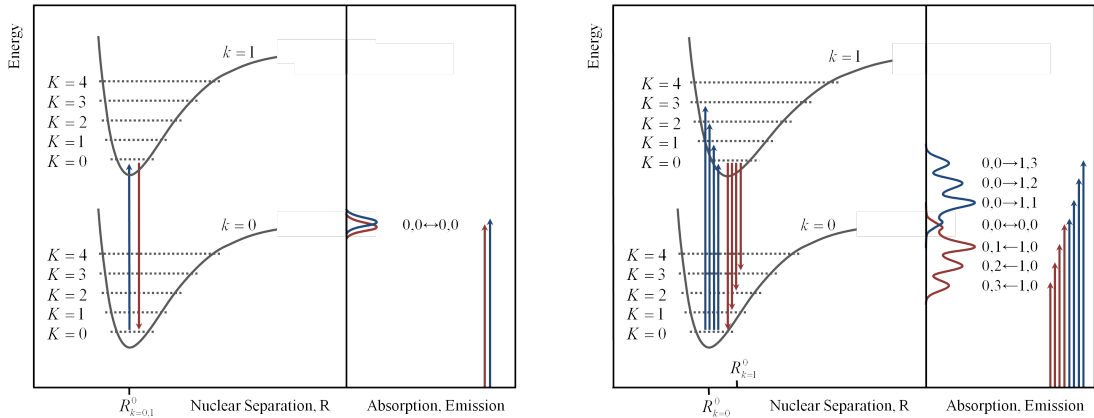 Energy
k = 1
K = 4
K = 3
K = 2
K = 1
K = 0
k = 0
0,0↔0,0
K = 4
K = 3
K = 2
K = 1
K = 0
R⁰ₖ₌₀,₁
Nuclear Separation, R
Absorption, Emission
Energy
k = 1
K = 4
K = 3
K = 2
K = 1
K = 0
0,0→1,3
0,0→1,2
0,0→1,1
k = 0
0,0↔0,0
K = 4
0,1←1,0
K = 3
0,2←1,0
K = 2
0,3←1,0
K = 1
K = 0
R⁰ₖ₌₁
R⁰ₖ₌₀
Nuclear Separation, R
Absorption, Emission